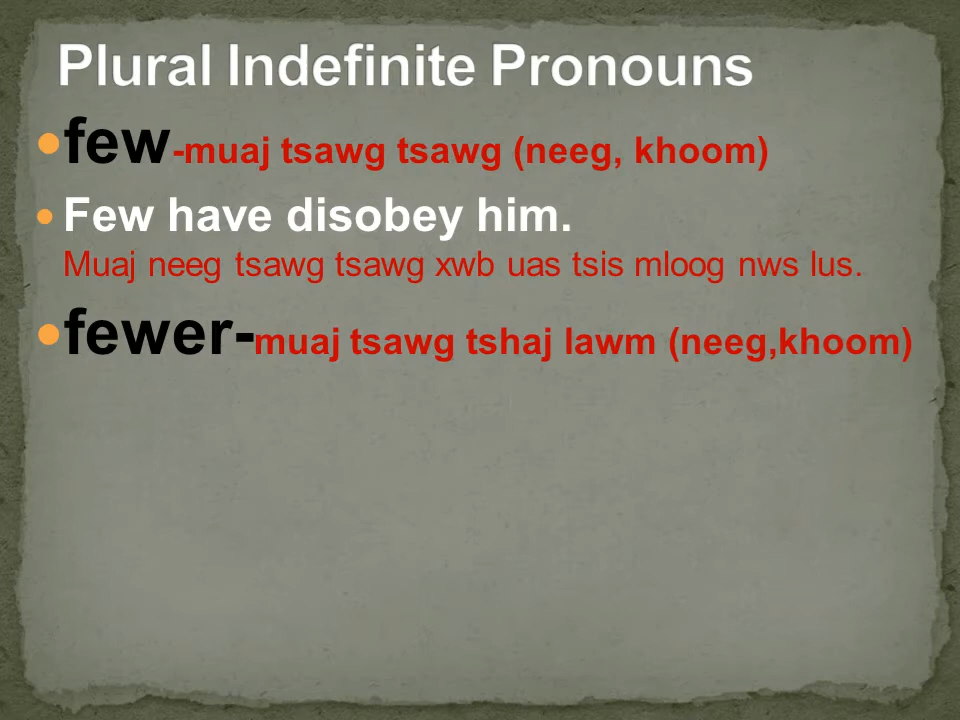 Plural Indefinite Pronouns
few-muaj tsawg tsawg (neeg, khoom)
Few have disobey him.
Muaj neeg tsawg tsawg xwb uas tsis mloog nws lus.
fewer-muaj tsawg tshaj lawm (neeg,khoom)